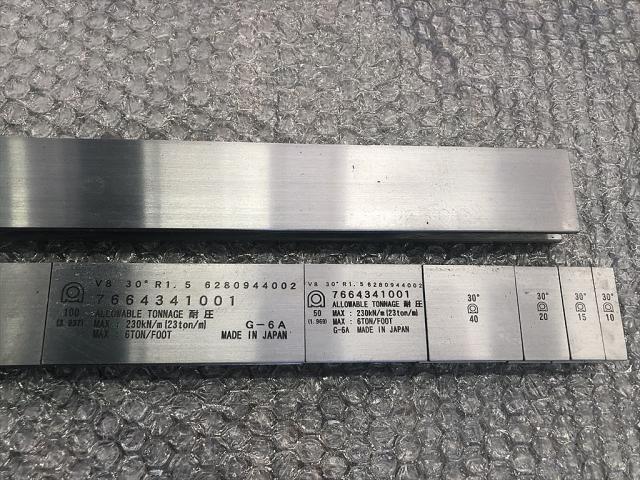 V8 30° R1.5 6280944002
7664341001
100
(3.937)
ALLOWABLE TONNAGE 耐圧
MAX : 230kN/m(23ton/m)
MAX : 6TON/FOOT
G-6A
MADE IN JAPAN
V8 30° R1.5 6280944002
7664341001
50
(1.969)
ALLOWABLE TONNAGE 耐圧
MAX : 230kN/m(23ton/m)
MAX : 6TON/FOOT
G-6A MADE IN JAPAN
30°
40
30°
20
30°
15
30°
10